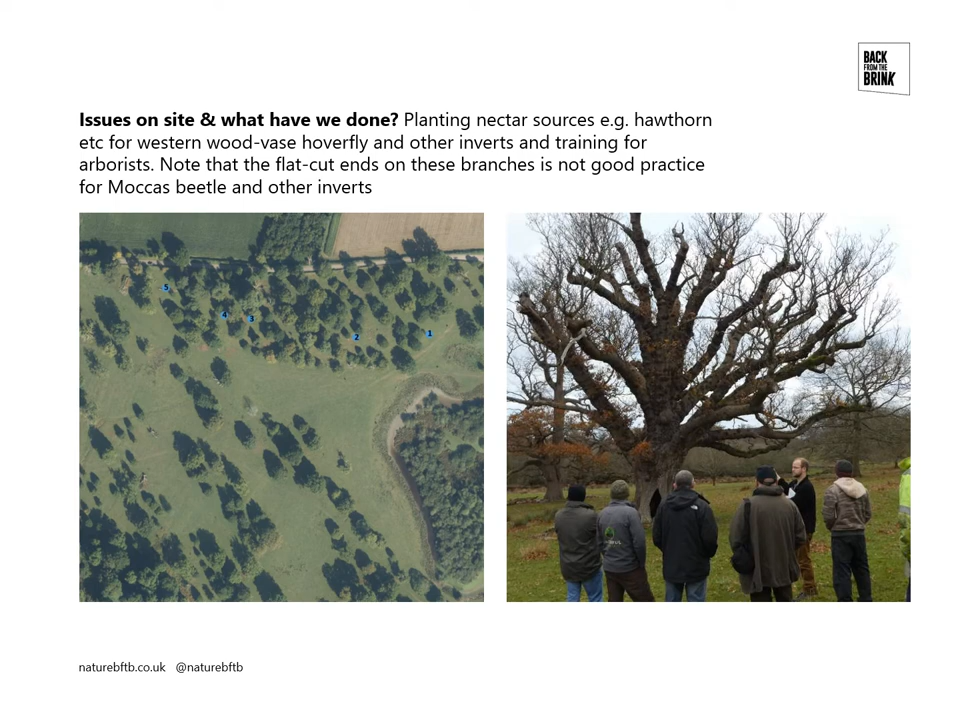 BACK
FROM THE
BRINK
Issues on site & what have we done? Planting nectar sources e.g. hawthorn
etc for western wood-vase hoverfly and other inverts and training for
arborists. Note that the flat-cut ends on these branches is not good practice
for Moccas beetle and other inverts
5
4
3
2
1
naturebftb.co.uk @naturebftb